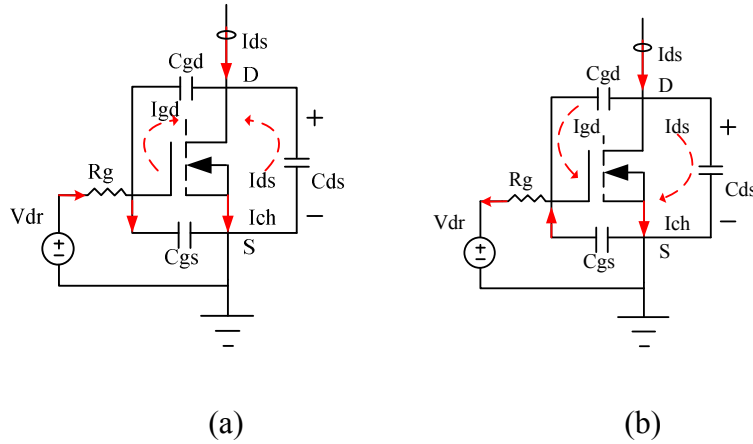 Ids
Cgd
D
Igd
+
Rg
Ids
Cds
Vdr
Ich
−
+
−
S
Cgs
(a)
Ids
Cgd
D
+
Igd
Ids
Rg
Cds
Vdr
Ich
−
+
−
S
Cgs
(b)